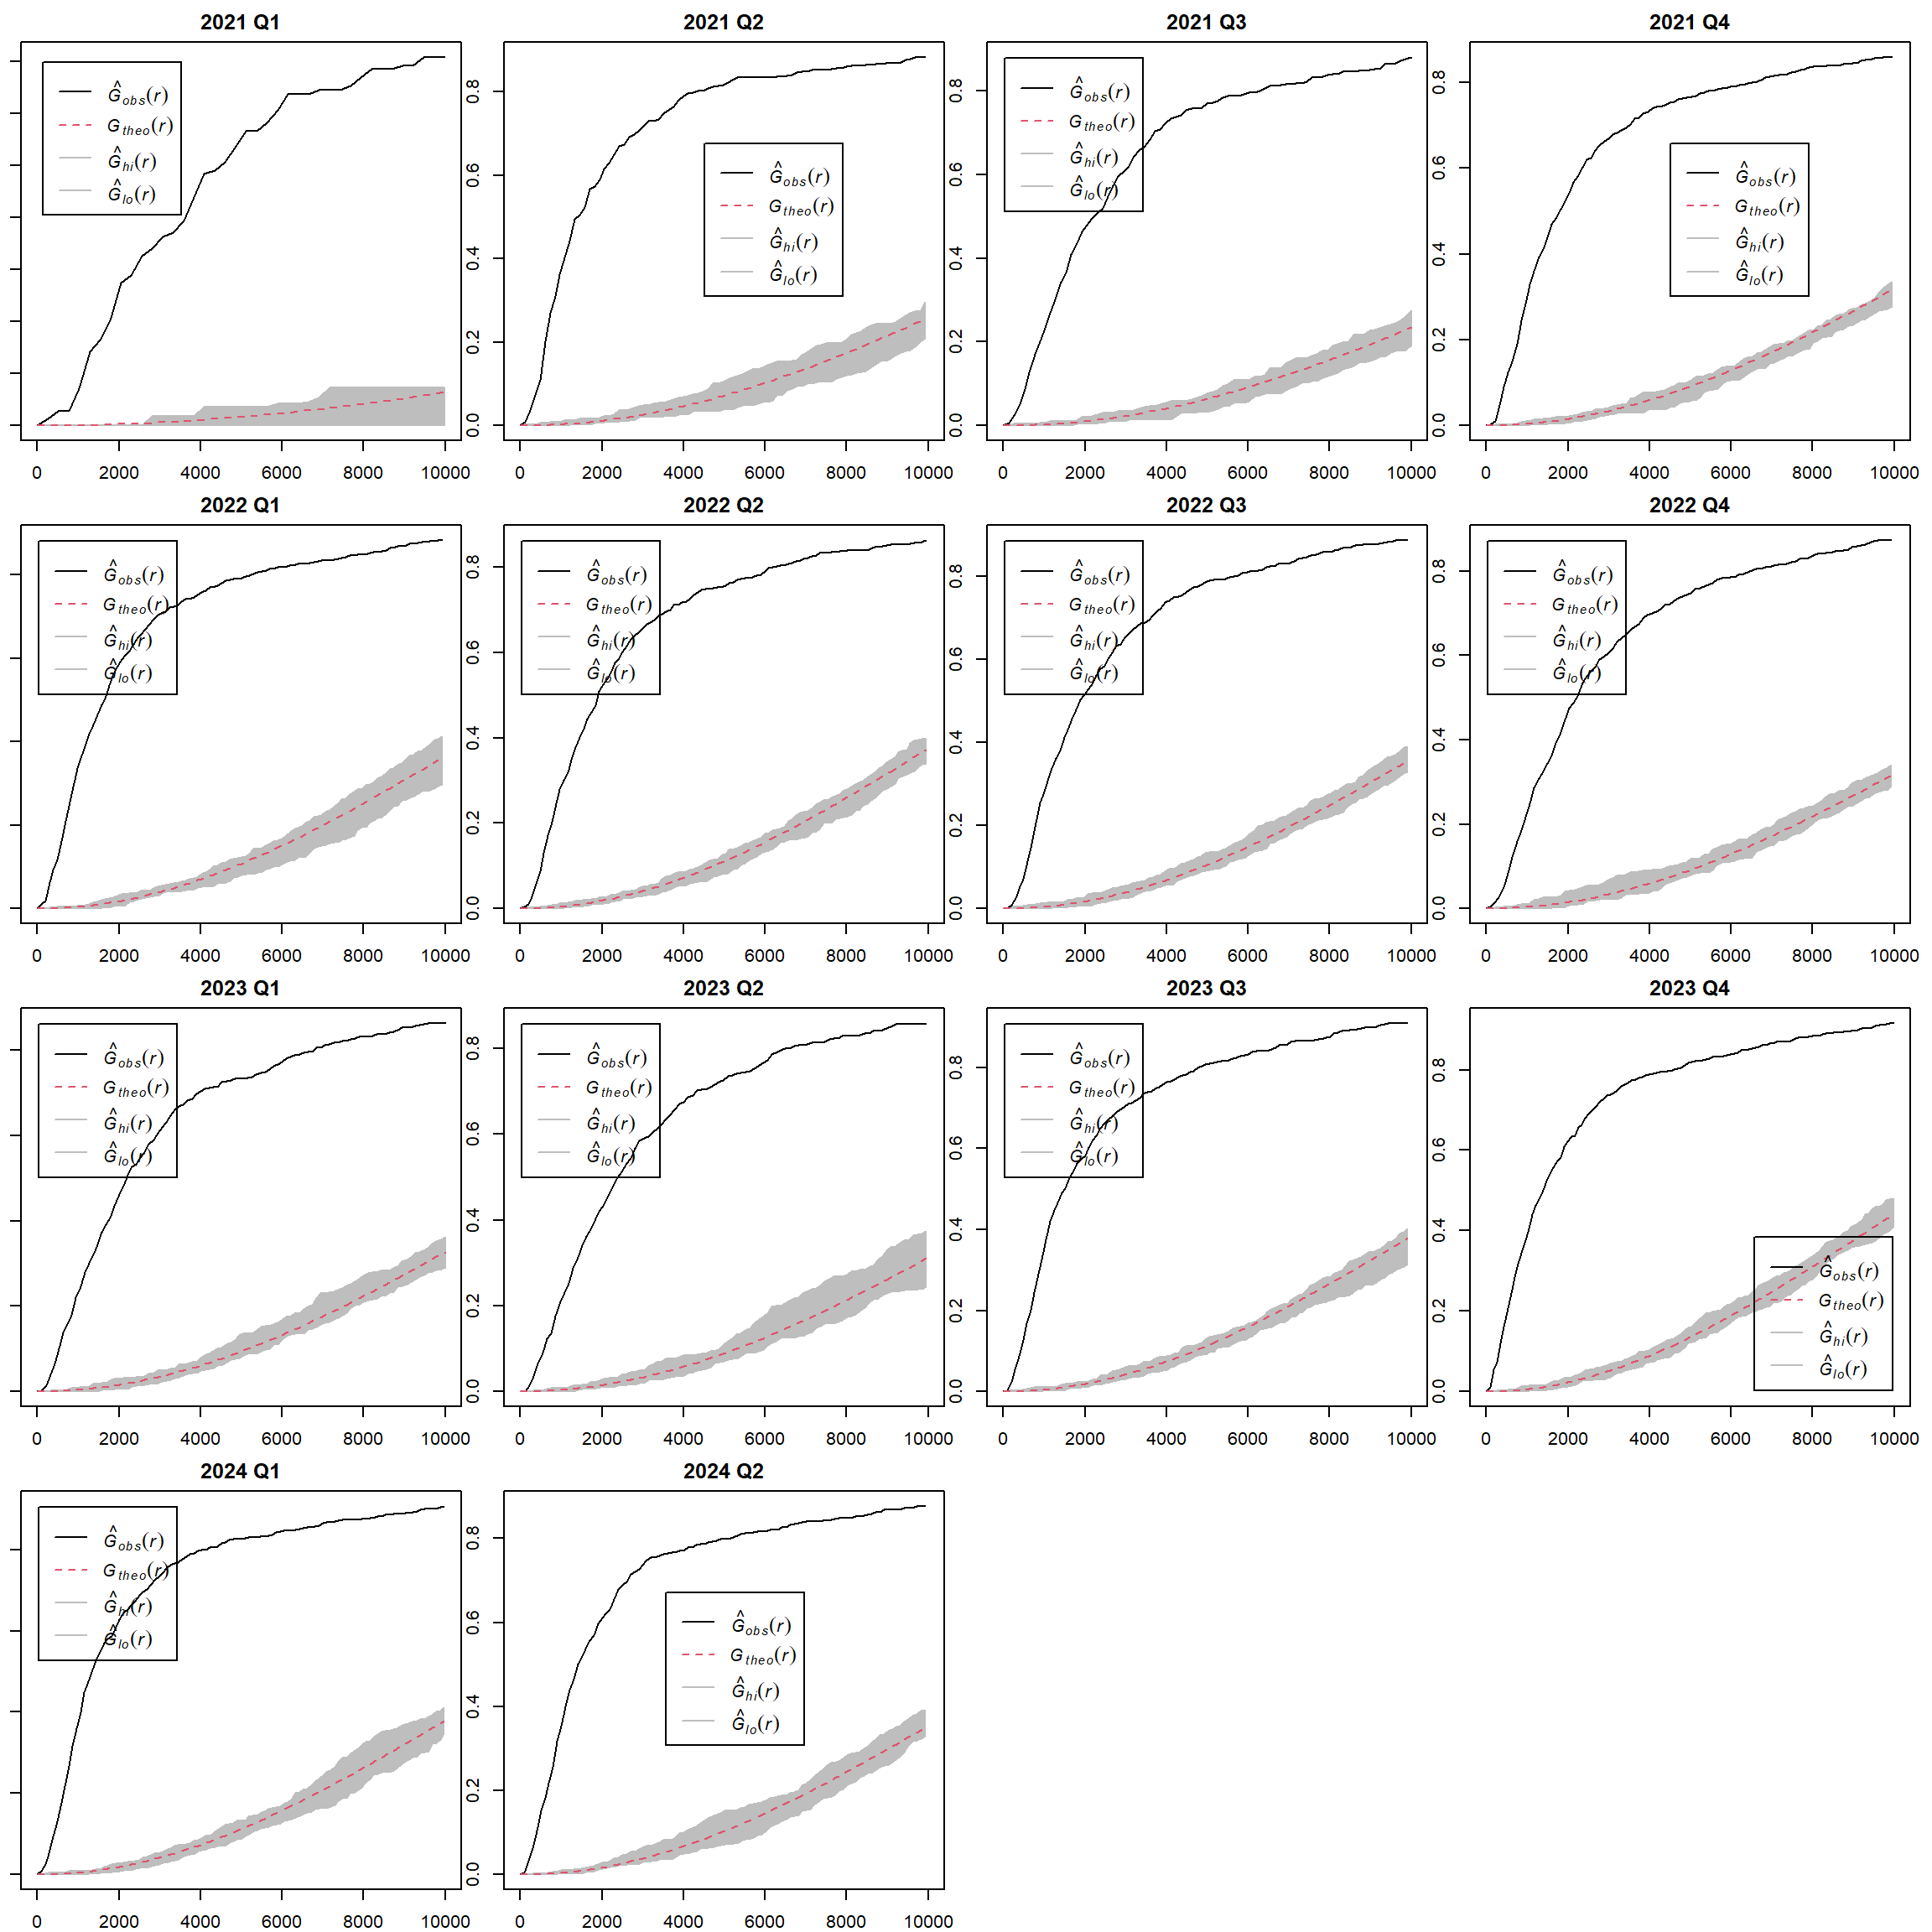 2021 Q1 2021 Q2 2021 Q3 2021 Q4
Ĝobs(r) Ĝobs(r) Ĝobs(r) Ĝobs(r)
Gtheo(r) Gtheo(r) Gtheo(r) Gtheo(r)
Ĝhi(r) Ĝhi(r) Ĝhi(r) Ĝhi(r)
Ĝlo(r) Ĝlo(r) Ĝlo(r) Ĝlo(r)
0.8 0.8 0.8
0.6 0.6 0.6
0.4 0.4 0.4
0.2 0.2 0.2
0.0 0.0 0.0
0 2000 4000 6000 8000 10000 0 2000 4000 6000 8000 10000 0 2000 4000 6000 8000 10000 0 2000 4000 6000 8000 10000
2022 Q1 2022 Q2 2022 Q3 2022 Q4
Ĝobs(r) Ĝobs(r) Ĝobs(r) Ĝobs(r)
Gtheo(r) Gtheo(r) Gtheo(r) Gtheo(r)
Ĝhi(r) Ĝhi(r) Ĝhi(r) Ĝhi(r)
Ĝlo(r) Ĝlo(r) Ĝlo(r) Ĝlo(r)
0.8 0.8 0.8
0.6 0.6 0.6
0.4 0.4 0.4
0.2 0.2 0.2
0.0 0.0 0.0
0 2000 4000 6000 8000 10000 0 2000 4000 6000 8000 10000 0 2000 4000 6000 8000 10000 0 2000 4000 6000 8000 10000
2023 Q1 2023 Q2 2023 Q3 2023 Q4
Ĝobs(r) Ĝobs(r) Ĝobs(r) Ĝobs(r)
Gtheo(r) Gtheo(r) Gtheo(r) Gtheo(r)
Ĝhi(r) Ĝhi(r) Ĝhi(r) Ĝhi(r)
Ĝlo(r) Ĝlo(r) Ĝlo(r) Ĝlo(r)
0.8 0.8 0.8
0.6 0.6 0.6
0.4 0.4 0.4
0.2 0.2 0.2
0.0 0.0 0.0
0 2000 4000 6000 8000 10000 0 2000 4000 6000 8000 10000 0 2000 4000 6000 8000 10000 0 2000 4000 6000 8000 10000
2024 Q1 2024 Q2
Ĝobs(r) Ĝobs(r)
Gtheo(r) Gtheo(r)
Ĝhi(r) Ĝhi(r)
Ĝlo(r) Ĝlo(r)
0.8
0.6
0.4
0.2
0.0
0 2000 4000 6000 8000 10000 0 2000 4000 6000 8000 10000